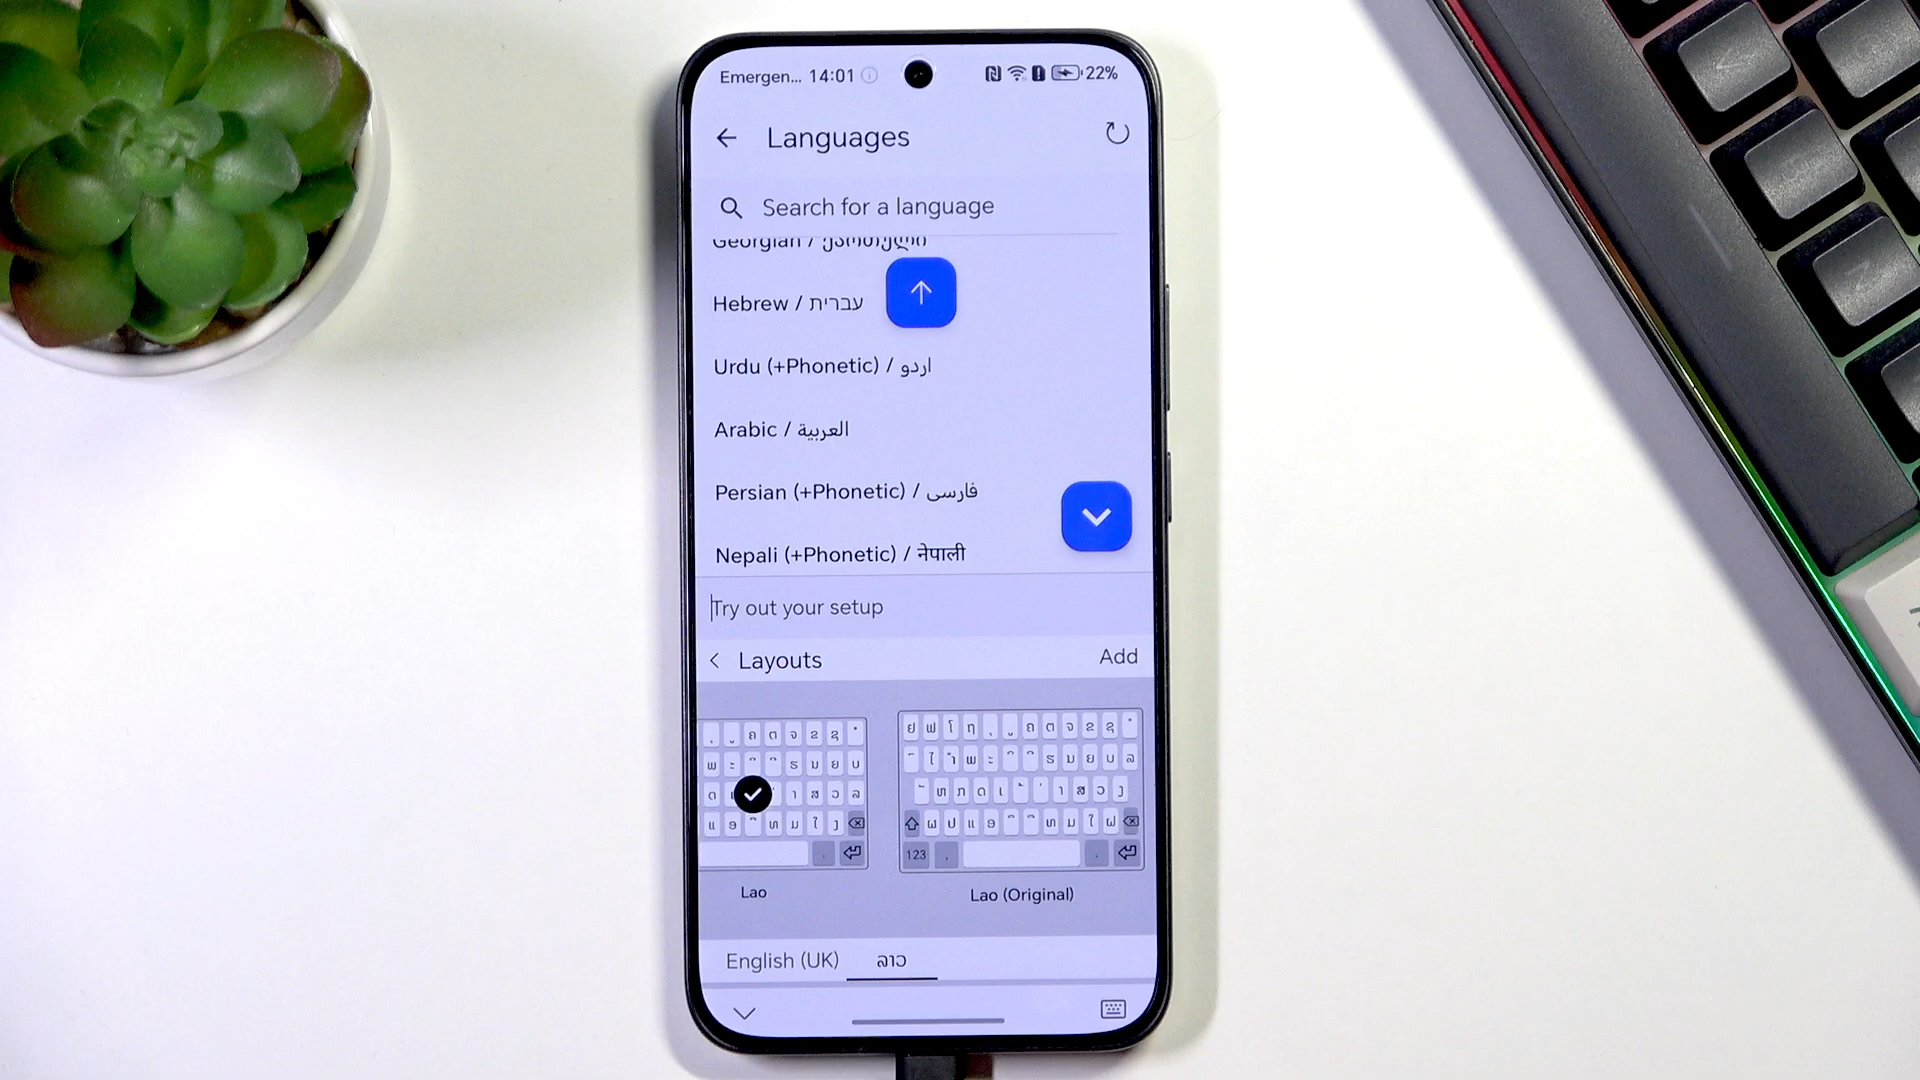 Emergen... 14:01 22%
Languages
Search for a language
Georgian / ქართული
Hebrew / עברית
Urdu (+Phonetic) / اردو
Arabic / العربية
Persian (+Phonetic) / فارسی
Nepali (+Phonetic) / नेपाली
Try out your setup
Layouts Add
123
Lao Lao (Original)
English (UK) ລາວ